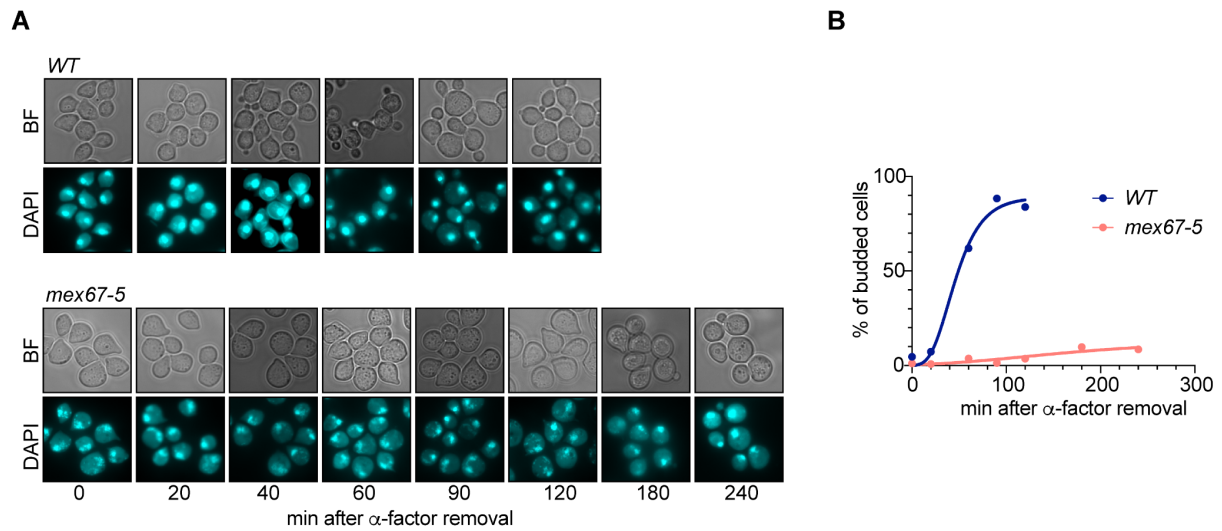 A
WT
BF
DAPI
mex67-5
BF
DAPI
0 20 40 60 90 120 180 240
min after α-factor removal
B
100
50
0
% of budded cells
0 100 200 300
min after α-factor removal
WT
mex67-5